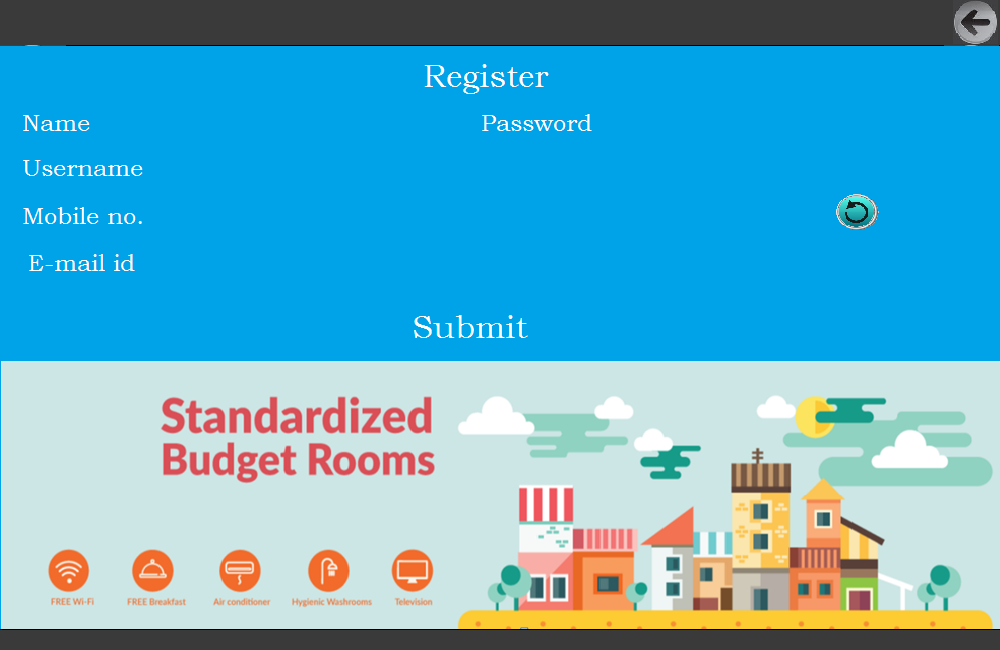 Register
Name
Password
Username
Mobile no.
E-mail id
Submit
Standardized
Budget Rooms
FREE Wi-Fi
FREE Breakfast
Air conditioner
Hygienic Washrooms
Television